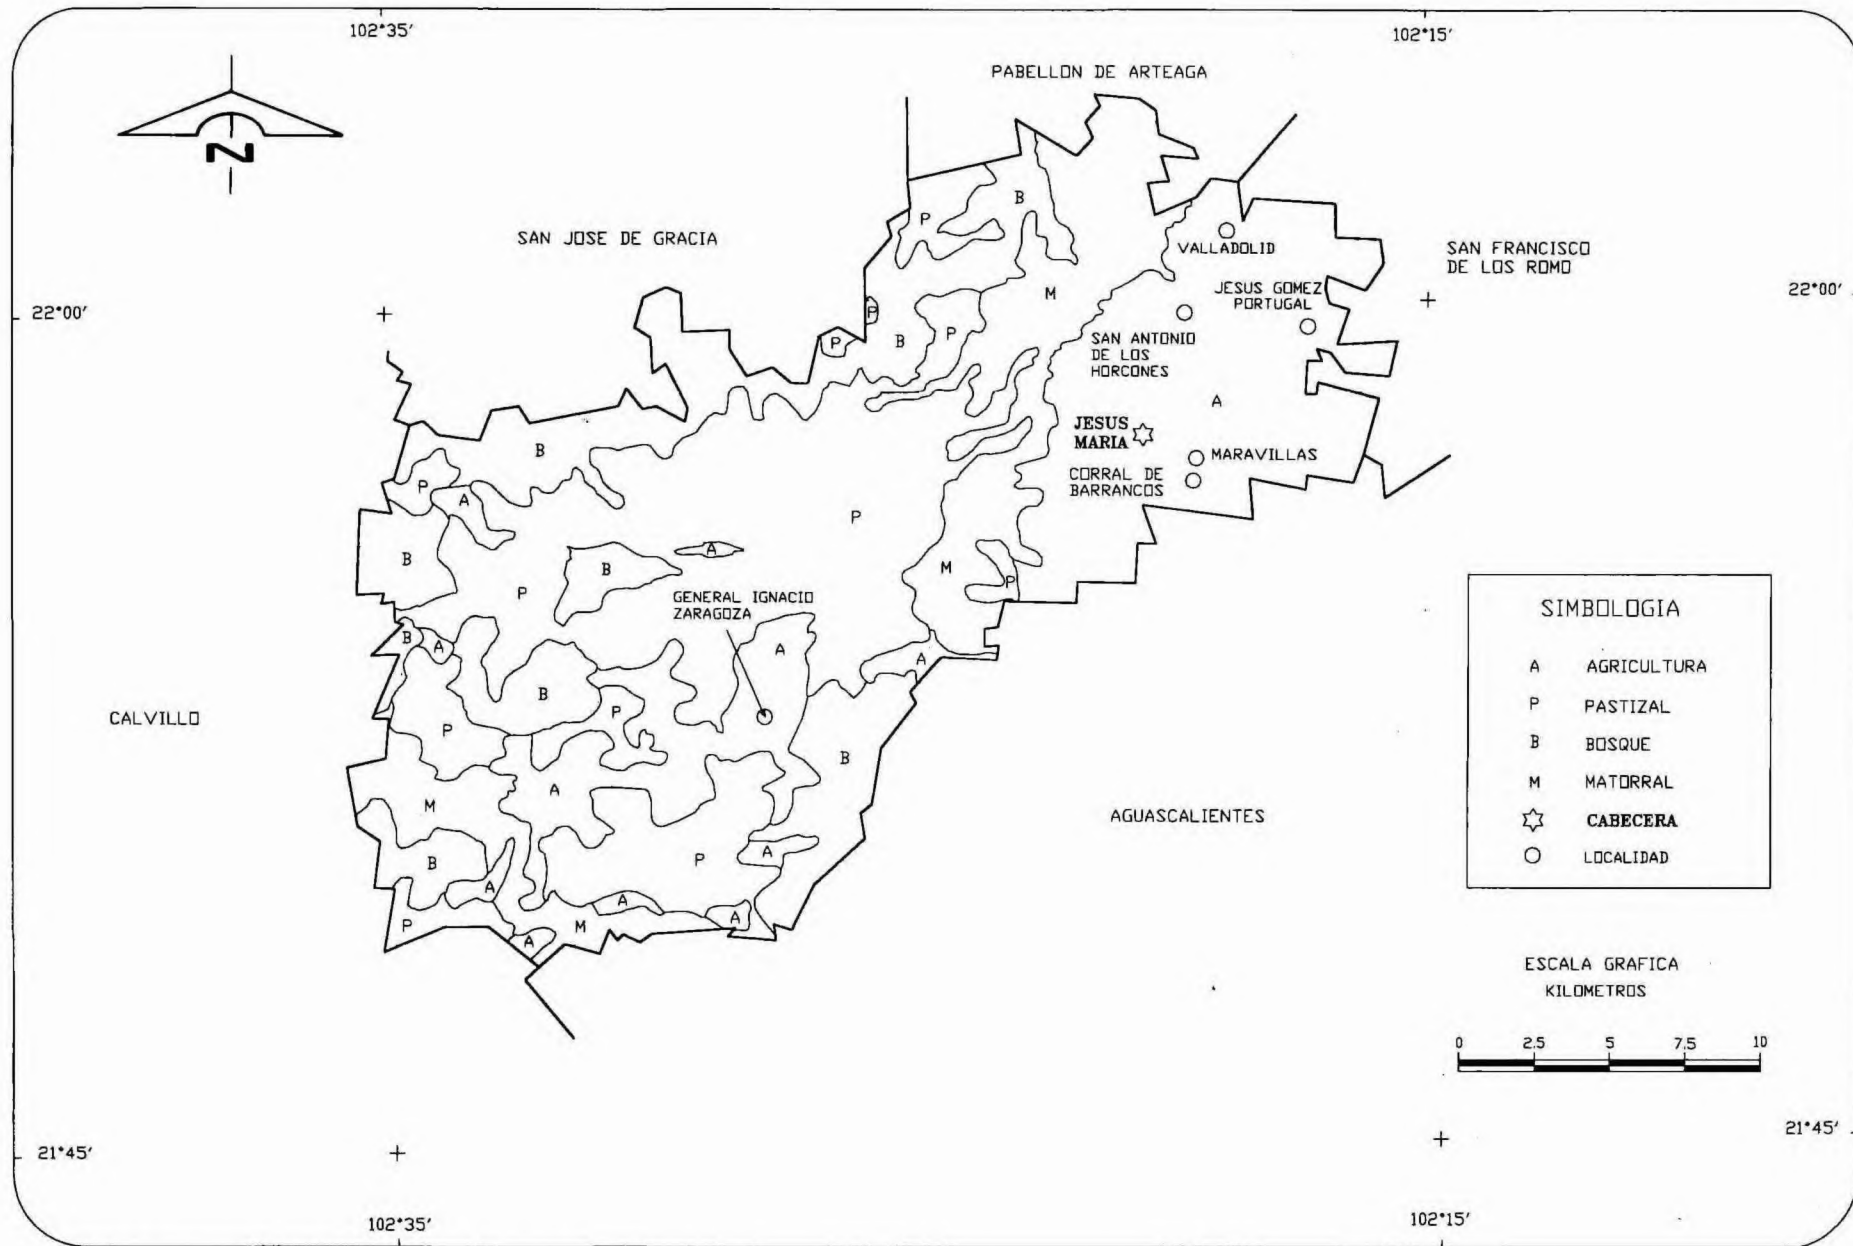 102°35'
102°15'
PABELLON DE ARTEAGA
N
SAN JOSE DE GRACIA
SAN FRANCISCO
DE LOS ROMO
22°00'
22°00'
VALLADOLID
JESUS GOMEZ
PORTUGAL
SAN ANTONIO
DE LOS
HORCONES
JESUS
MARIA
MARAVILLAS
CORRAL DE
BARRANCOS
GENERAL IGNACIO
ZARAGOZA
CALVILLO
AGUASCALIENTES
P
B
M
P
P
B
P
A
B
P
A
P
B
A
P
B
M
P
B
A
A
A
B
P
P
B
A
M
B
P
A
A
P
A
A
M
A
SIMBOLOGIA
A AGRICULTURA
P PASTIZAL
B BOSQUE
M MATORRAL
CABECERA
LOCALIDAD
ESCALA GRAFICA
KILOMETROS
0 2.5 5 7.5 10
21°45'
21°45'
102°35'
102°15'